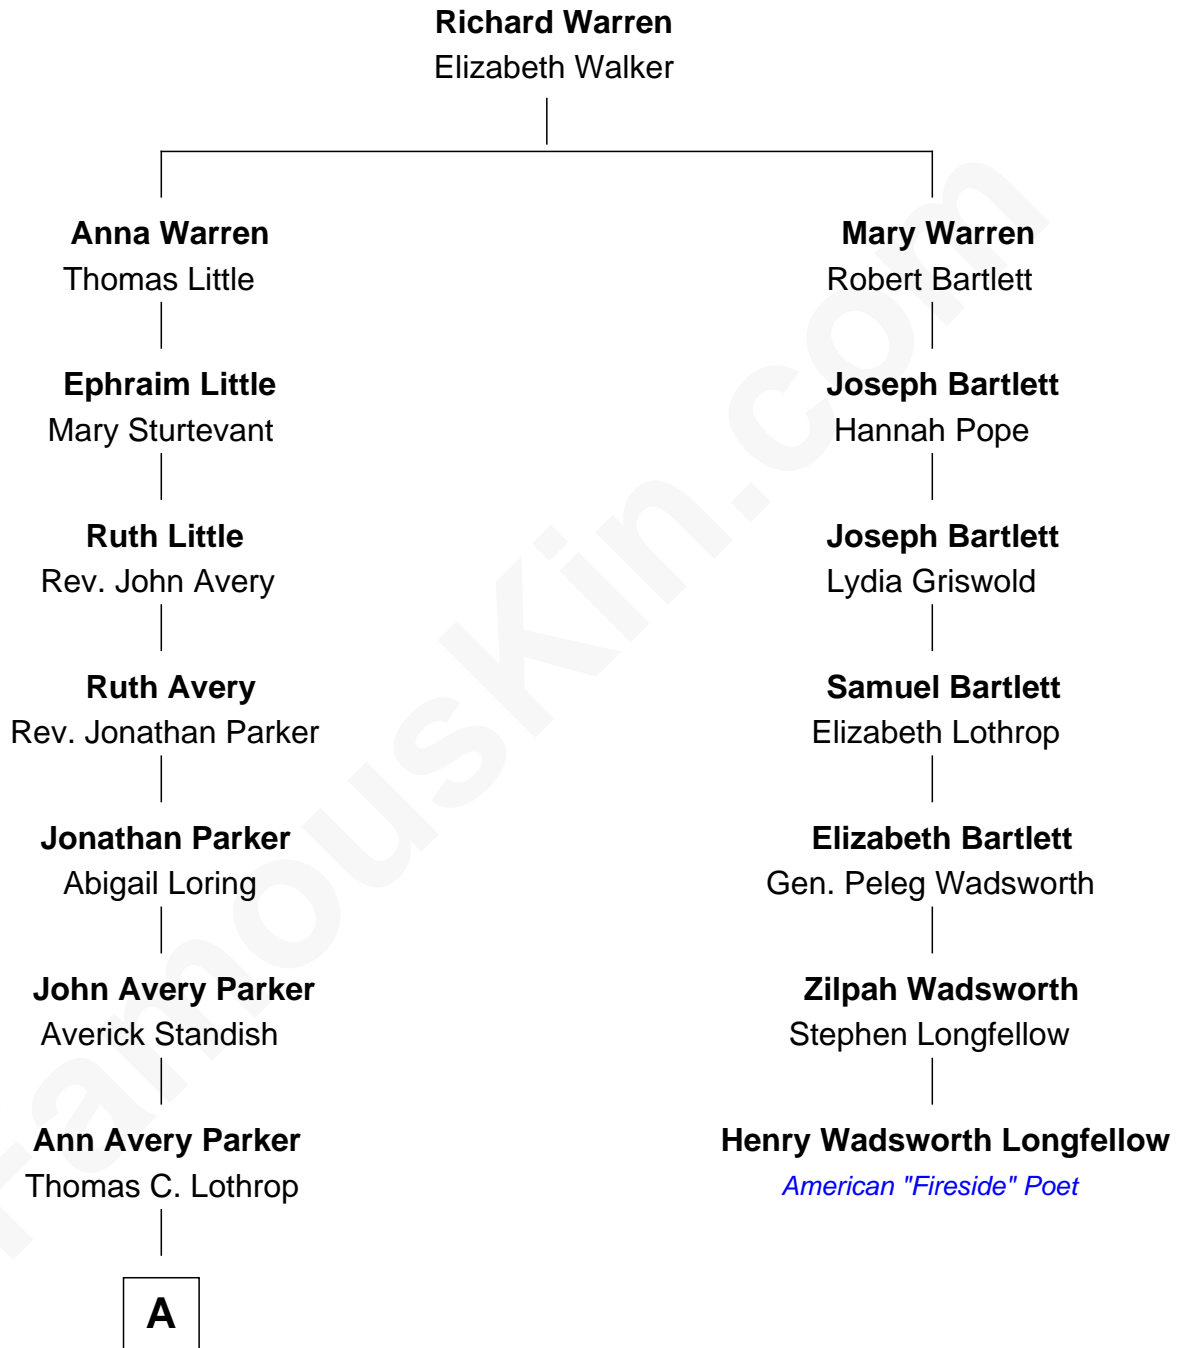 Richard Warren
Elizabeth Walker
Anna Warren
Thomas Little
Mary Warren
Robert Bartlett
Ephraim Little
Mary Sturtevant
Joseph Bartlett
Hannah Pope
Ruth Little
Rev. John Avery
Joseph Bartlett
Lydia Griswold
Ruth Avery
Rev. Jonathan Parker
Samuel Bartlett
Elizabeth Lothrop
Jonathan Parker
Abigail Loring
Elizabeth Bartlett
Gen. Peleg Wadsworth
John Avery Parker
Averick Standish
Zilpah Wadsworth
Stephen Longfellow
Ann Avery Parker
Thomas C. Lothrop
Henry Wadsworth Longfellow
American "Fireside" Poet
A
FamousKin.com